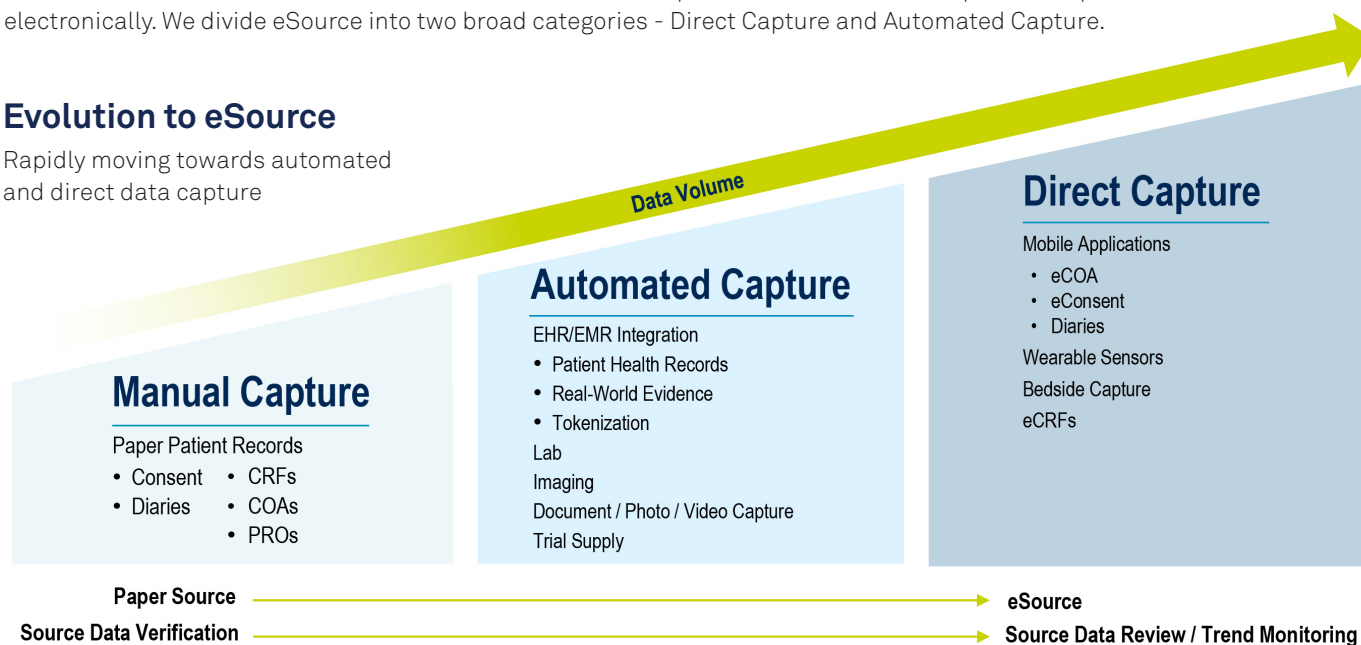 electronically. We divide eSource into two broad categories - Direct Capture and Automated Capture.
Evolution to eSource
Rapidly moving towards automated
and direct data capture
Data Volume
Manual Capture
Paper Patient Records
• Consent • CRFs
• Diaries • COAs
• PROs
Automated Capture
EHR/EMR Integration
• Patient Health Records
• Real-World Evidence
• Tokenization
Lab
Imaging
Document / Photo / Video Capture
Trial Supply
Direct Capture
Mobile Applications
• eCOA
• eConsent
• Diaries
Wearable Sensors
Bedside Capture
eCRFs
Paper Source
eSource
Source Data Verification
Source Data Review / Trend Monitoring